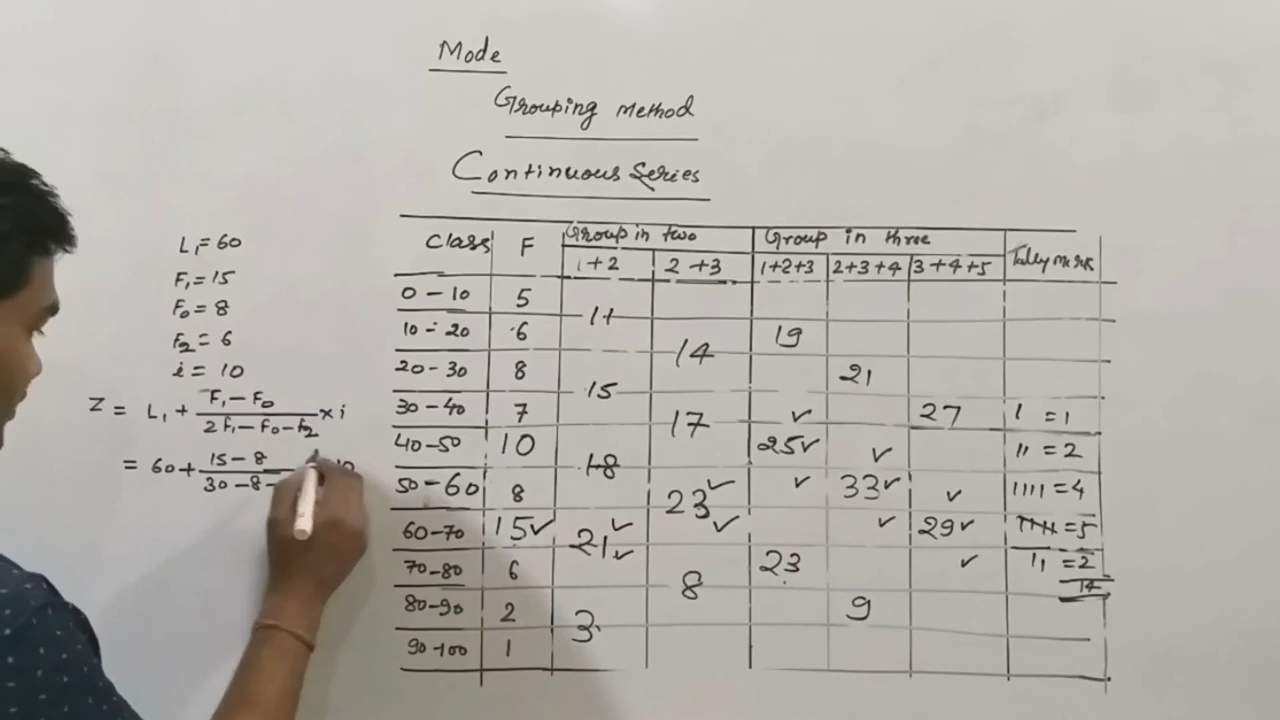 Mode
Grouping method
Continuous Series
L₁ = 60
F₁ = 15
F₀ = 8
F₂ = 6
i = 10
Z = L₁ + F₁ - F₀ / 2F₁ - F₀ - F₂ × i
= 60 + 15 - 8 / 30 - 8 - 10
Class F Group in two Group in three Tally mark
1+2 2+3 1+2+3 2+3+4 3+4+5
0-10 5
11
10-20 6 19
14
20-30 8 21
15
30-40 7 ✓ 27 | = 1
17
40-50 10 25✓ ✓ || = 2
18
50-60 8 ✓ ✓ 33✓ ✓ |||| = 4
23
60-70 15✓ ✓ ✓ ✓ 29✓ = 5
21
70-80 6 ✓ 23 ✓ || = 2
8 14
80-90 2 9
3
90-100 1